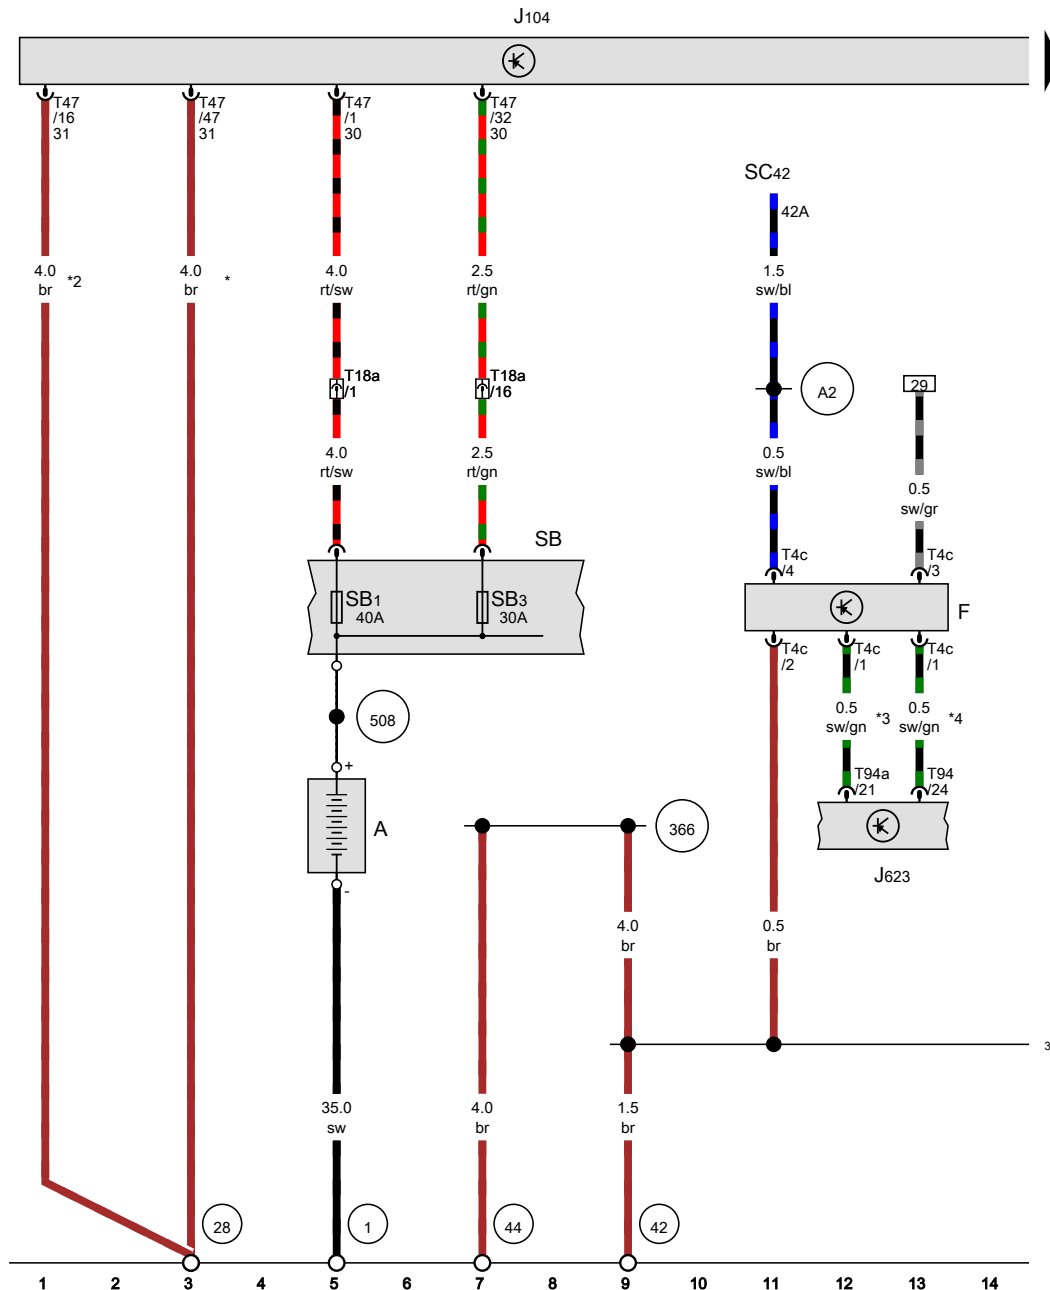 J104
T47
/16
31
T47
/47
31
T47
/1
30
T47
/32
30
SC42
42A
4.0
br
*2
4.0
br
*
4.0
rt/sw
2.5
rt/gn
1.5
sw/bl
T18a
/1
T18a
/16
A2
29
4.0
rt/sw
2.5
rt/gn
0.5
sw/bl
0.5
sw/gr
SB
T4c
/4
T4c
/3
SB1
40A
SB3
30A
F
T4c
/2
T4c
/1
T4c
/1
508
0.5
sw/gn
*3
0.5
sw/gn
*4
+
T94a
/21
T94
/24
A
366
J623
-
4.0
br
0.5
br
3
35.0
sw
4.0
br
1.5
br
28
1
44
42
1 2 3 4 5 6 7 8 9 10 11 12 13 14